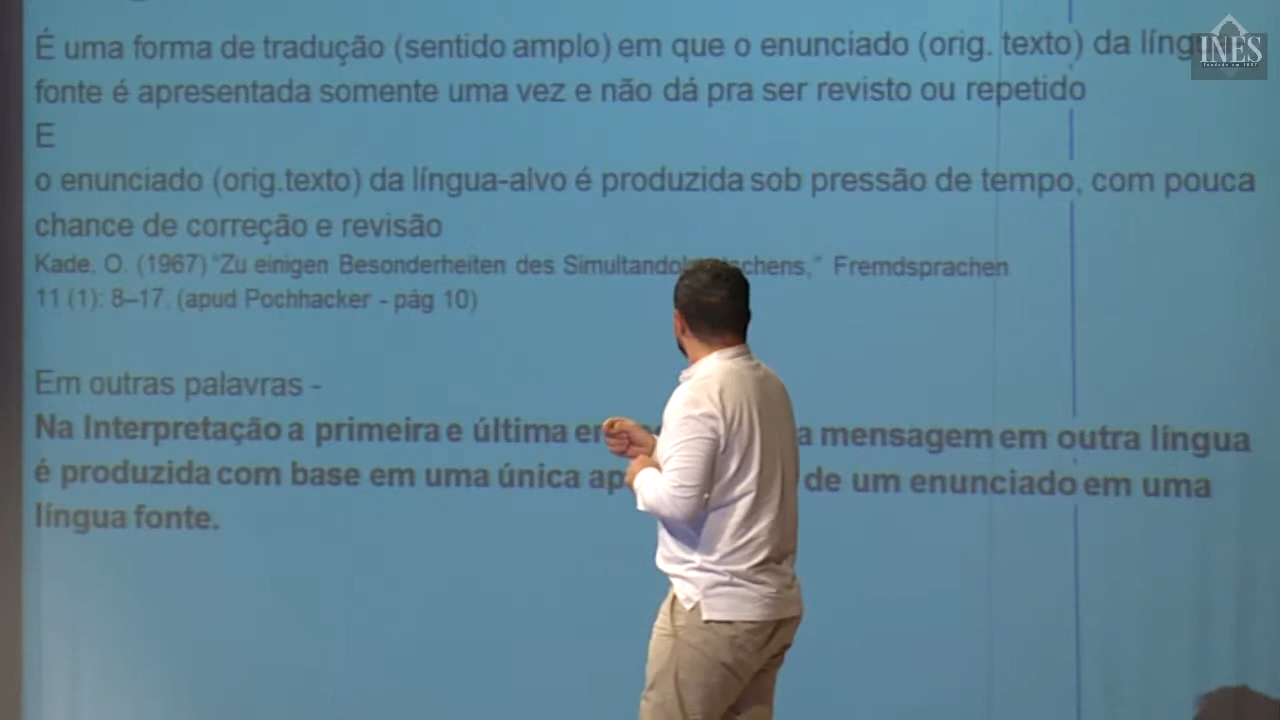 É uma forma de tradução (sentido amplo) em que o enunciado (orig. texto) da
fonte é apresentada somente uma vez e não dá pra ser revisto ou repetido
E
o enunciado (orig.texto) da língua-alvo é produzida sob pressão de tempo, com pouca
chance de correção e revisão
Kade, O. (1967) "Zu einigen Besonderheiten des Fremdsprachen
11 (1): 8–17. (apud Pochhacker - pág 10)
Em outras palavras -
Na Interpretação a primeira e última a mensagem em outra língua
é produzida com base em uma única de um enunciado em uma
língua fonte.
INES